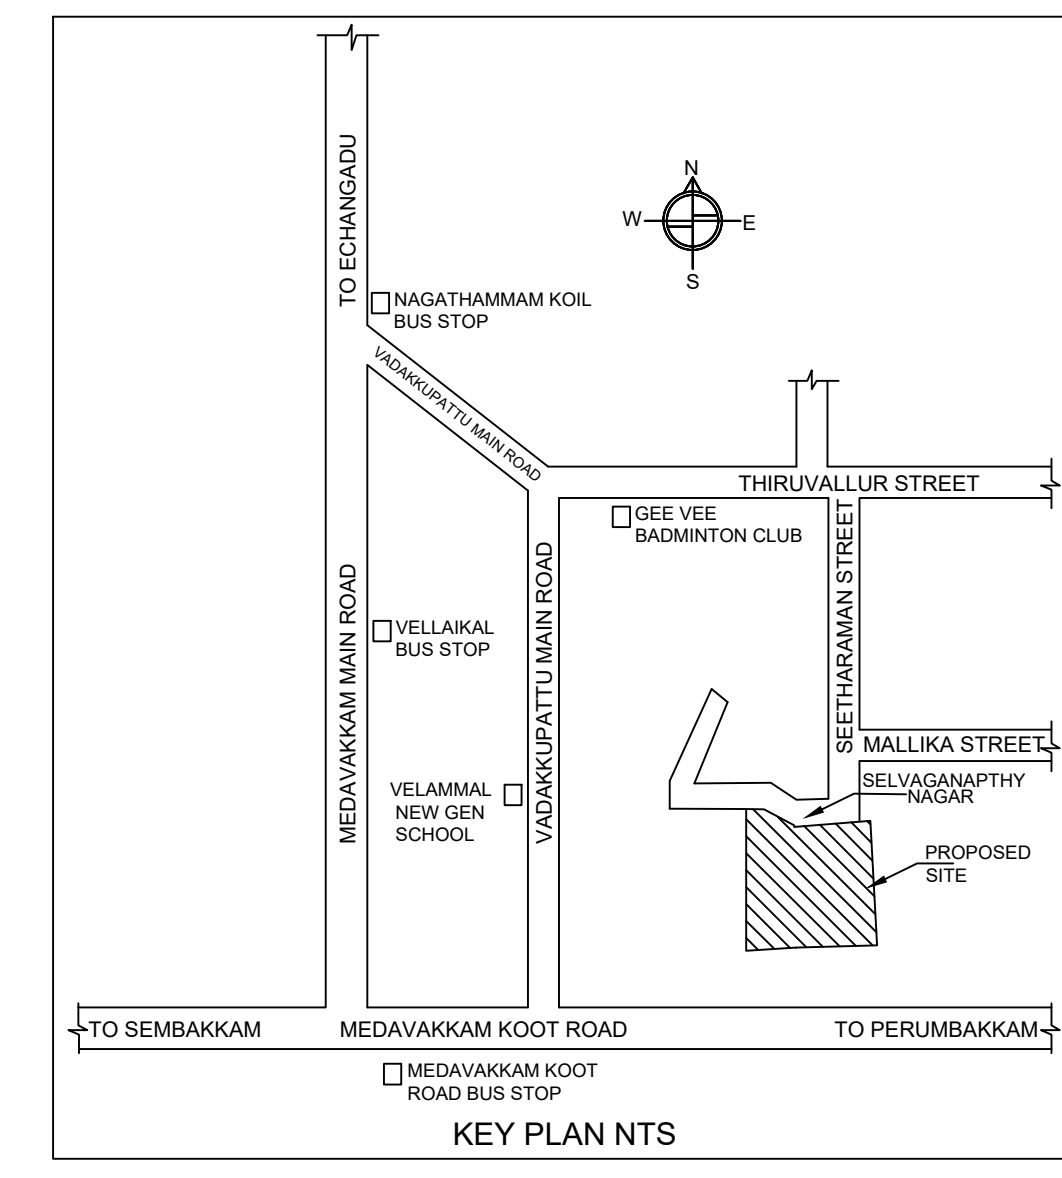 N
W
E
S
TO ECHANGADU
NAGATHAMMAM KOIL
BUS STOP
VADAKKUPATTU MAIN ROAD
THIRUVALLUR STREET
GEE VEE
BADMINTON CLUB
SEETHARAMAN STREET
MEDAVAKKAM MAIN ROAD
VELLAIKAL
BUS STOP
VADAKKUPATTU MAIN ROAD
MALLIKA STREET
VELAMMAL
NEW GEN
SCHOOL
SELVAGANAPTHY
NAGAR
PROPOSED
SITE
TO SEMBAKKAM
MEDAVAKKAM KOOT ROAD
TO PERUMBAKKAM
MEDAVAKKAM KOOT
ROAD BUS STOP
KEY PLAN NTS